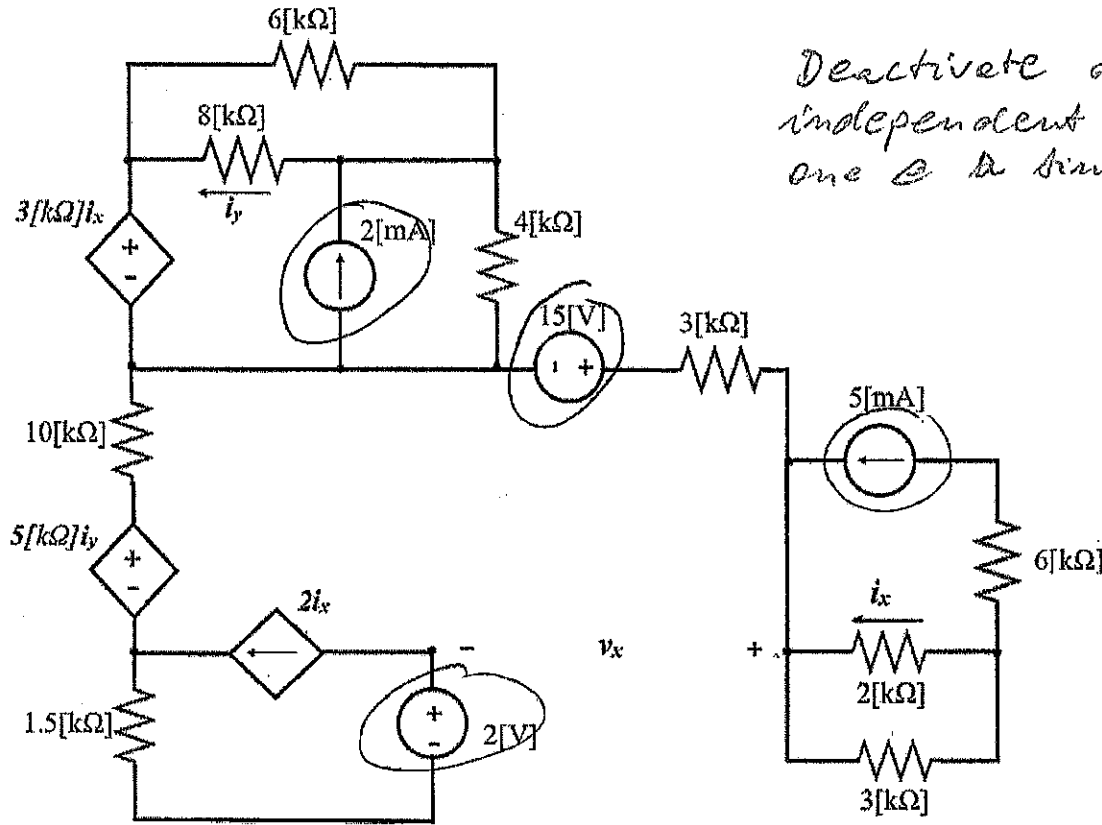 6[kΩ]
Deactivate
independent
one
8[kΩ]
i_y
3[kΩ]i_x
2[mA]
4[kΩ]
+
-
15[V]
3[kΩ]
+
5[mA]
10[kΩ]
5[kΩ]i_y
+
-
6[kΩ]
2i_x
i_x
-
v_x
+
2[kΩ]
1.5[kΩ]
+
-
2[V]
3[kΩ]